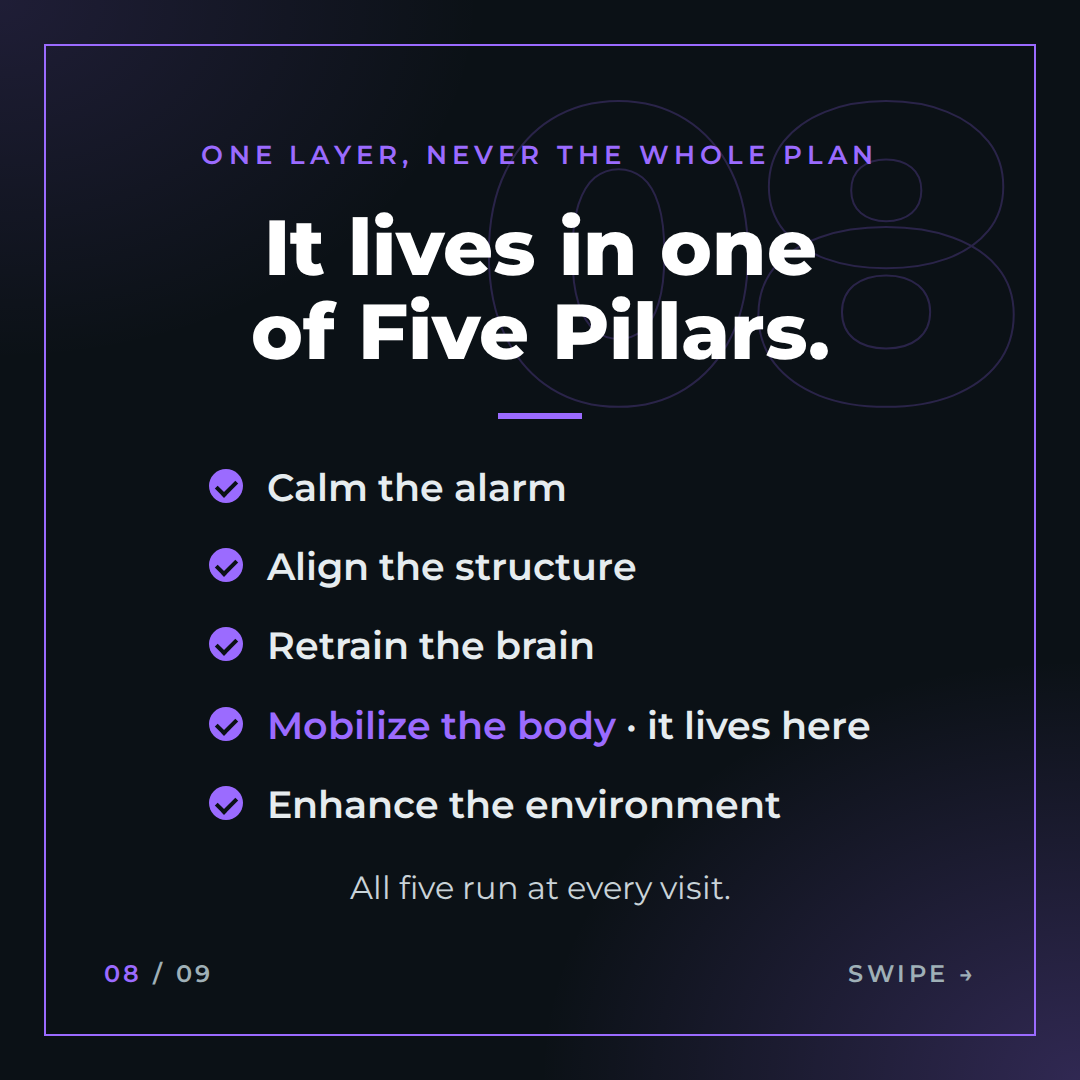 08
ONE LAYER, NEVER THE WHOLE PLAN
It lives in one
of Five Pillars.
Calm the alarm
Align the structure
Retrain the brain
Mobilize the body · it lives here
Enhance the environment
All five run at every visit.
08 / 09
SWIPE →